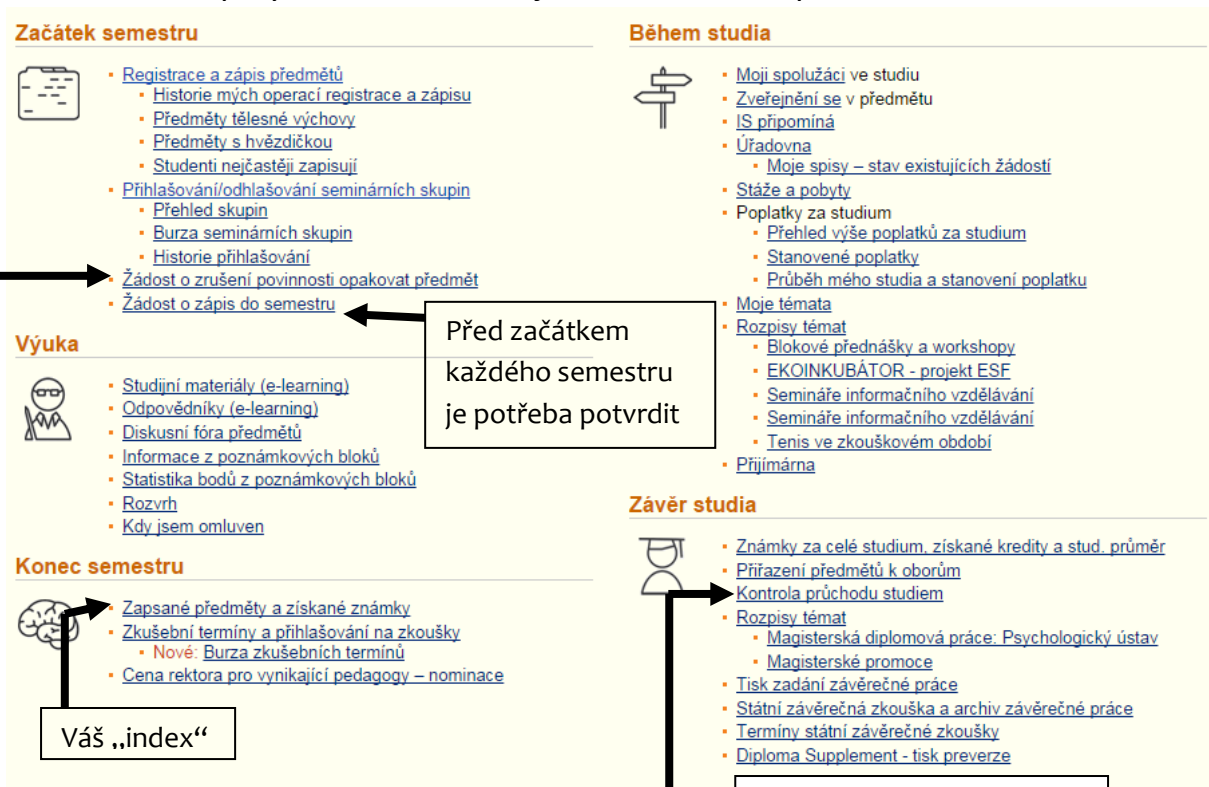 Začátek semestru
Registrace a zápis předmětů
Historie mých operací registrace a zápisu
Předměty tělesné výchovy
Předměty s hvězdičkou
Studenti nejčastěji zapisují
Přihlašování/odhlašování seminárních skupin
Přehled skupin
Burza seminárních skupin
Historie přihlašování
Žádost o zrušení povinnosti opakovat předmět
Žádost o zápis do semestru
Před začátkem
každého semestru
je potřeba potvrdit
Výuka
Studijní materiály (e-learning)
Odpovědníky (e-learning)
Diskusní fóra předmětů
Informace z poznámkových bloků
Statistika bodů z poznámkových bloků
Rozvrh
Kdy jsem omluven
Konec semestru
Zapsané předměty a získané známky
Zkušební termíny a přihlašování na zkoušky
Nové: Burza zkušebních termínů
Cena rektora pro vynikající pedagogy – nominace
Váš „index“
Během studia
Moji spolužáci ve studiu
Zveřejnění se v předmětu
IS připomíná
Úřadovna
Moje spisy – stav existujících žádostí
Stáže a pobyty
Poplatky za studium
Přehled výše poplatků za studium
Stanovené poplatky
Průběh mého studia a stanovení poplatku
Moje témata
Rozpisy témat
Blokové přednášky a workshopy
EKOINKUBÁTOR - projekt ESF
Semináře informačního vzdělávání
Semináře informačního vzdělávání
Tenis ve zkouškovém období
Přijímárna
Závěr studia
Známky za celé studium, získané kredity a stud. průměr
Přiřazení předmětů k oborům
Kontrola průchodu studiem
Rozpisy témat
Magisterská diplomová práce: Psychologický ústav
Magisterské promoce
Tisk zadání závěrečné práce
Státní závěrečná zkouška a archiv závěrečné práce
Termíny státní závěrečné zkoušky
Diploma Supplement - tisk preverze